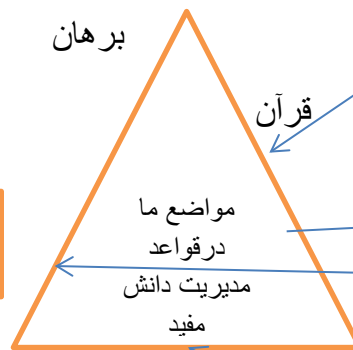 برهان
قرآن
مواضع ما
درقواعد
مدیریت دانش
مفید